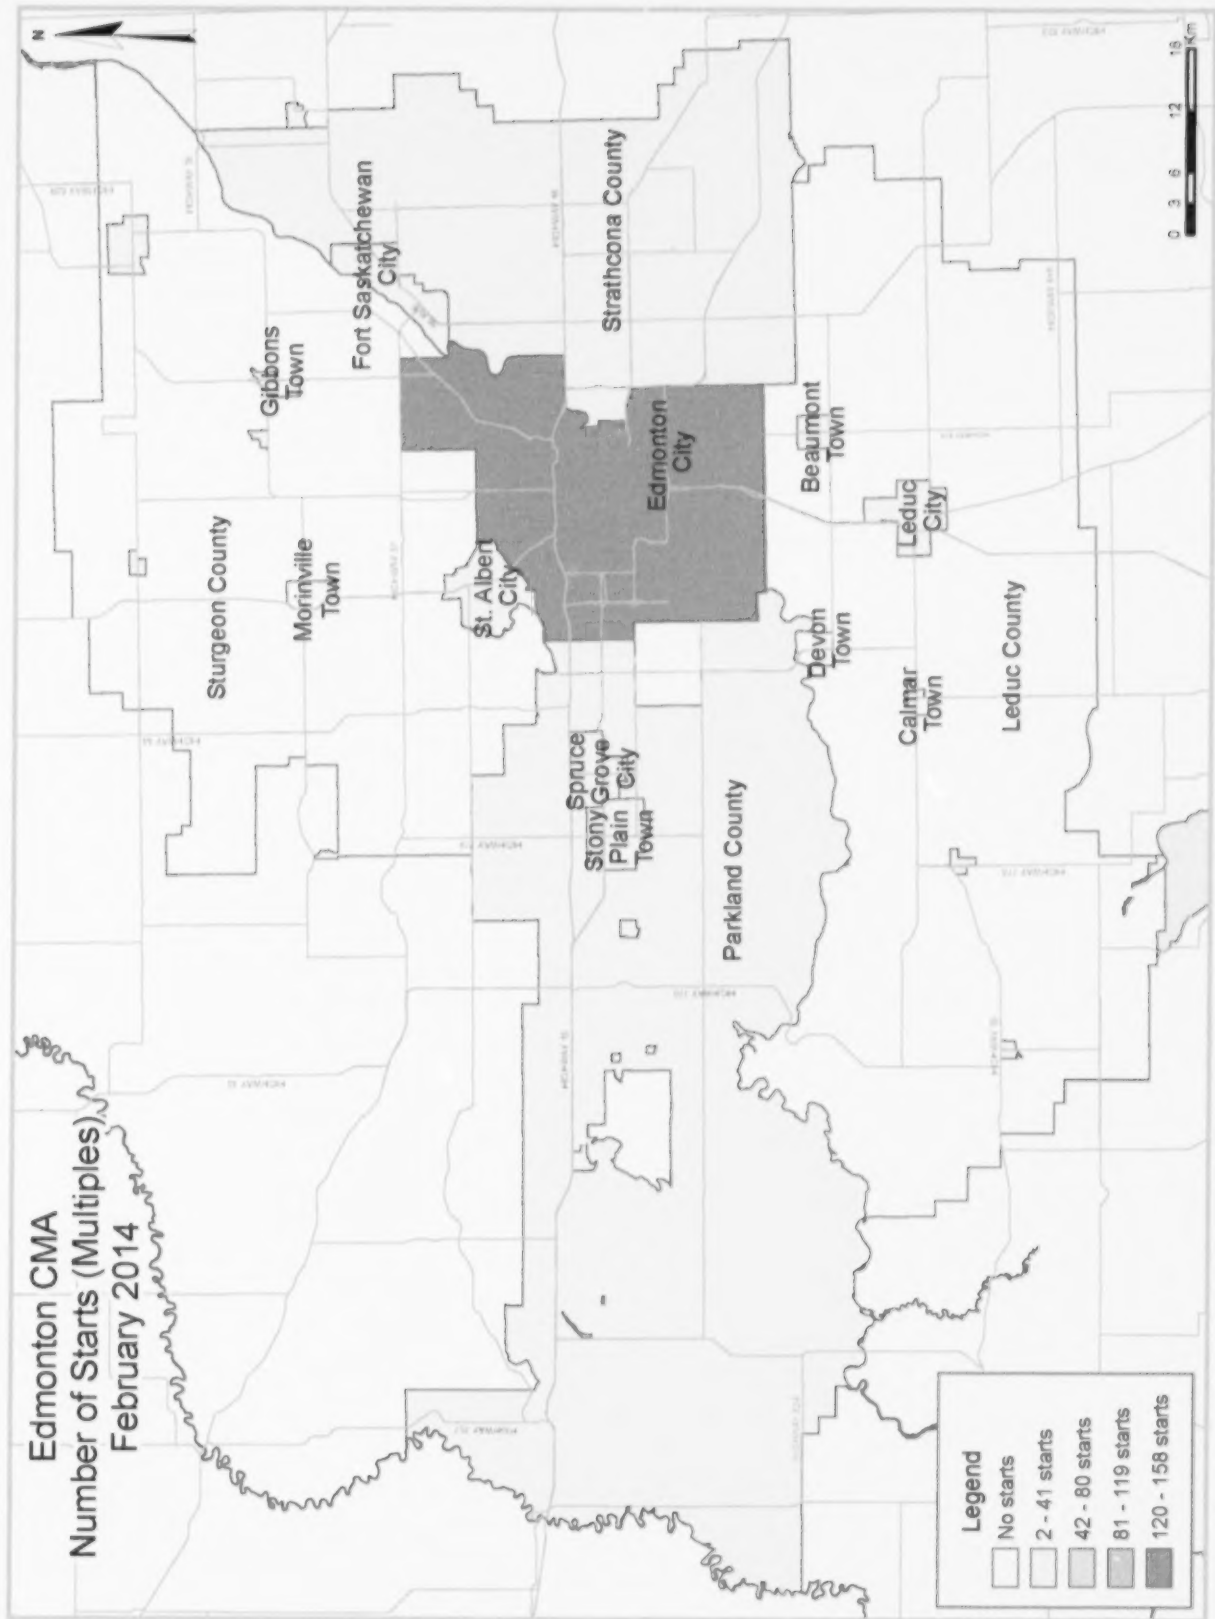 Edmonton CMA
Number of Starts (Multiples)
February 2014
N
Sturgeon County
Gibbons
Town
Morinville
Town
Fort Saskatchewan
City
St. Albert
City
Spruce
Grove
City
Stony
Plain
Town
Strathcona County
Edmonton
City
Parkland County
Devon
Town
Beaumont
Town
Leduc
City
Calmar
Town
Leduc County
Legend
No starts
2 - 41 starts
42 - 80 starts
81 - 119 starts
120 - 158 starts
0 3 6 12 18
Km